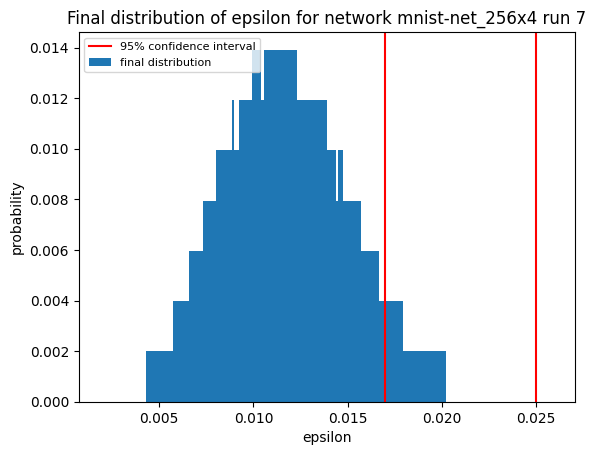 Final distribution of epsilon for network mnist-net_256x4 run 7
95% confidence interval
final distribution
probability
0.014
0.012
0.010
0.008
0.006
0.004
0.002
0.000
0.005
0.010
0.015
0.020
0.025
epsilon